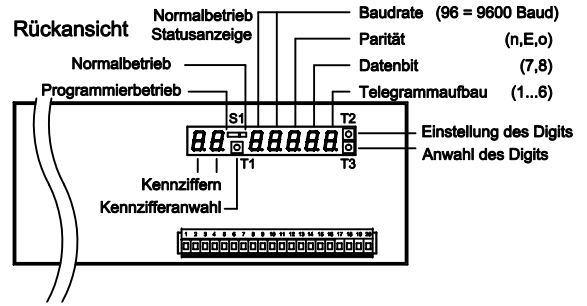 Rückansicht
Normalbetrieb
Statusanzeige
Baudrate (96 = 9600 Baud)
Parität (n,E,o)
Normalbetrieb
Datenbit (7,8)
Programmierbetrieb
Telegrammaufbau (1...6)
S1
T2
88 88888
Einstellung des Digits
T1
T3
Anwahl des Digits
Kennziffern
Kennzifferanwahl
1 2 3 4 5 6 7 8 9 10 11 12 13 14 15 16 17 18 19 20